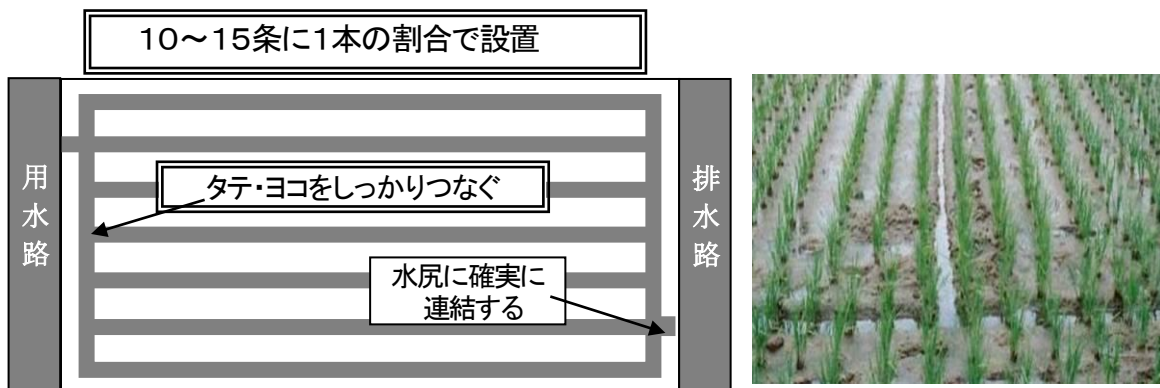 10~15条に1本の割合で設置
用水路
タテ・ヨコをしっかりつなぐ
水尻に確実に
連結する
排水路